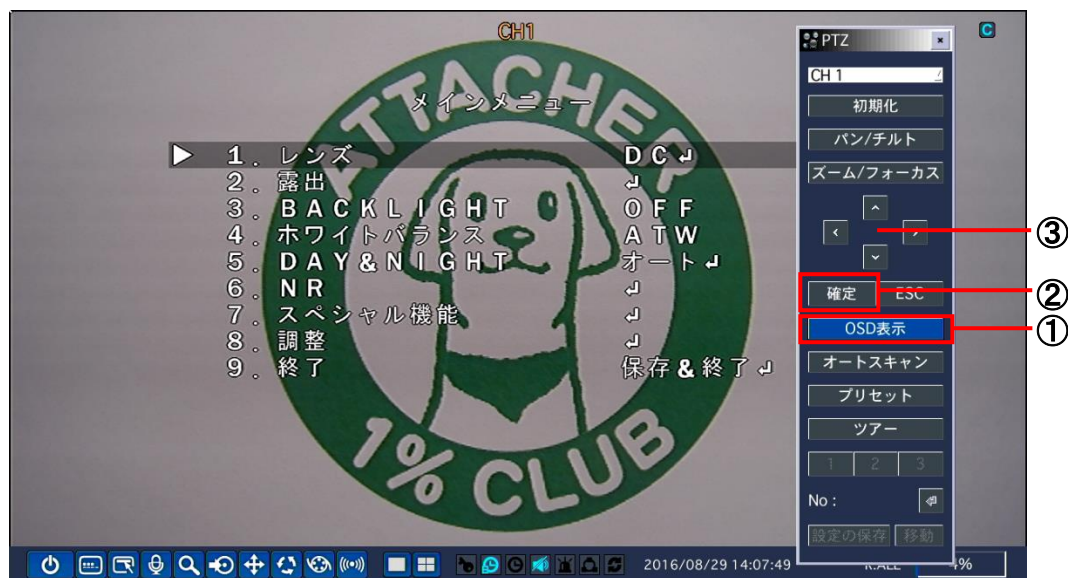 CH1
C
ATTACHER
1% CLUB
メインメニュー
1. レンズ DC↲
2. 露出 ↲
3. BACKLIGHT OFF
4. ホワイトバランス ATW
5. DAY&NIGHT オート↲
6. NR ↲
7. スペシャル機能 ↲
8. 調整 ↲
9. 終了 保存&終了↲
PTZ
CH 1
初期化
パン/チルト
ズーム/フォーカス
③
確定 ESC
②
OSD表示
①
オートスキャン
プリセット
ツアー
1 2 3
No :
設定の保存 移動
2016/08/29 14:07:49